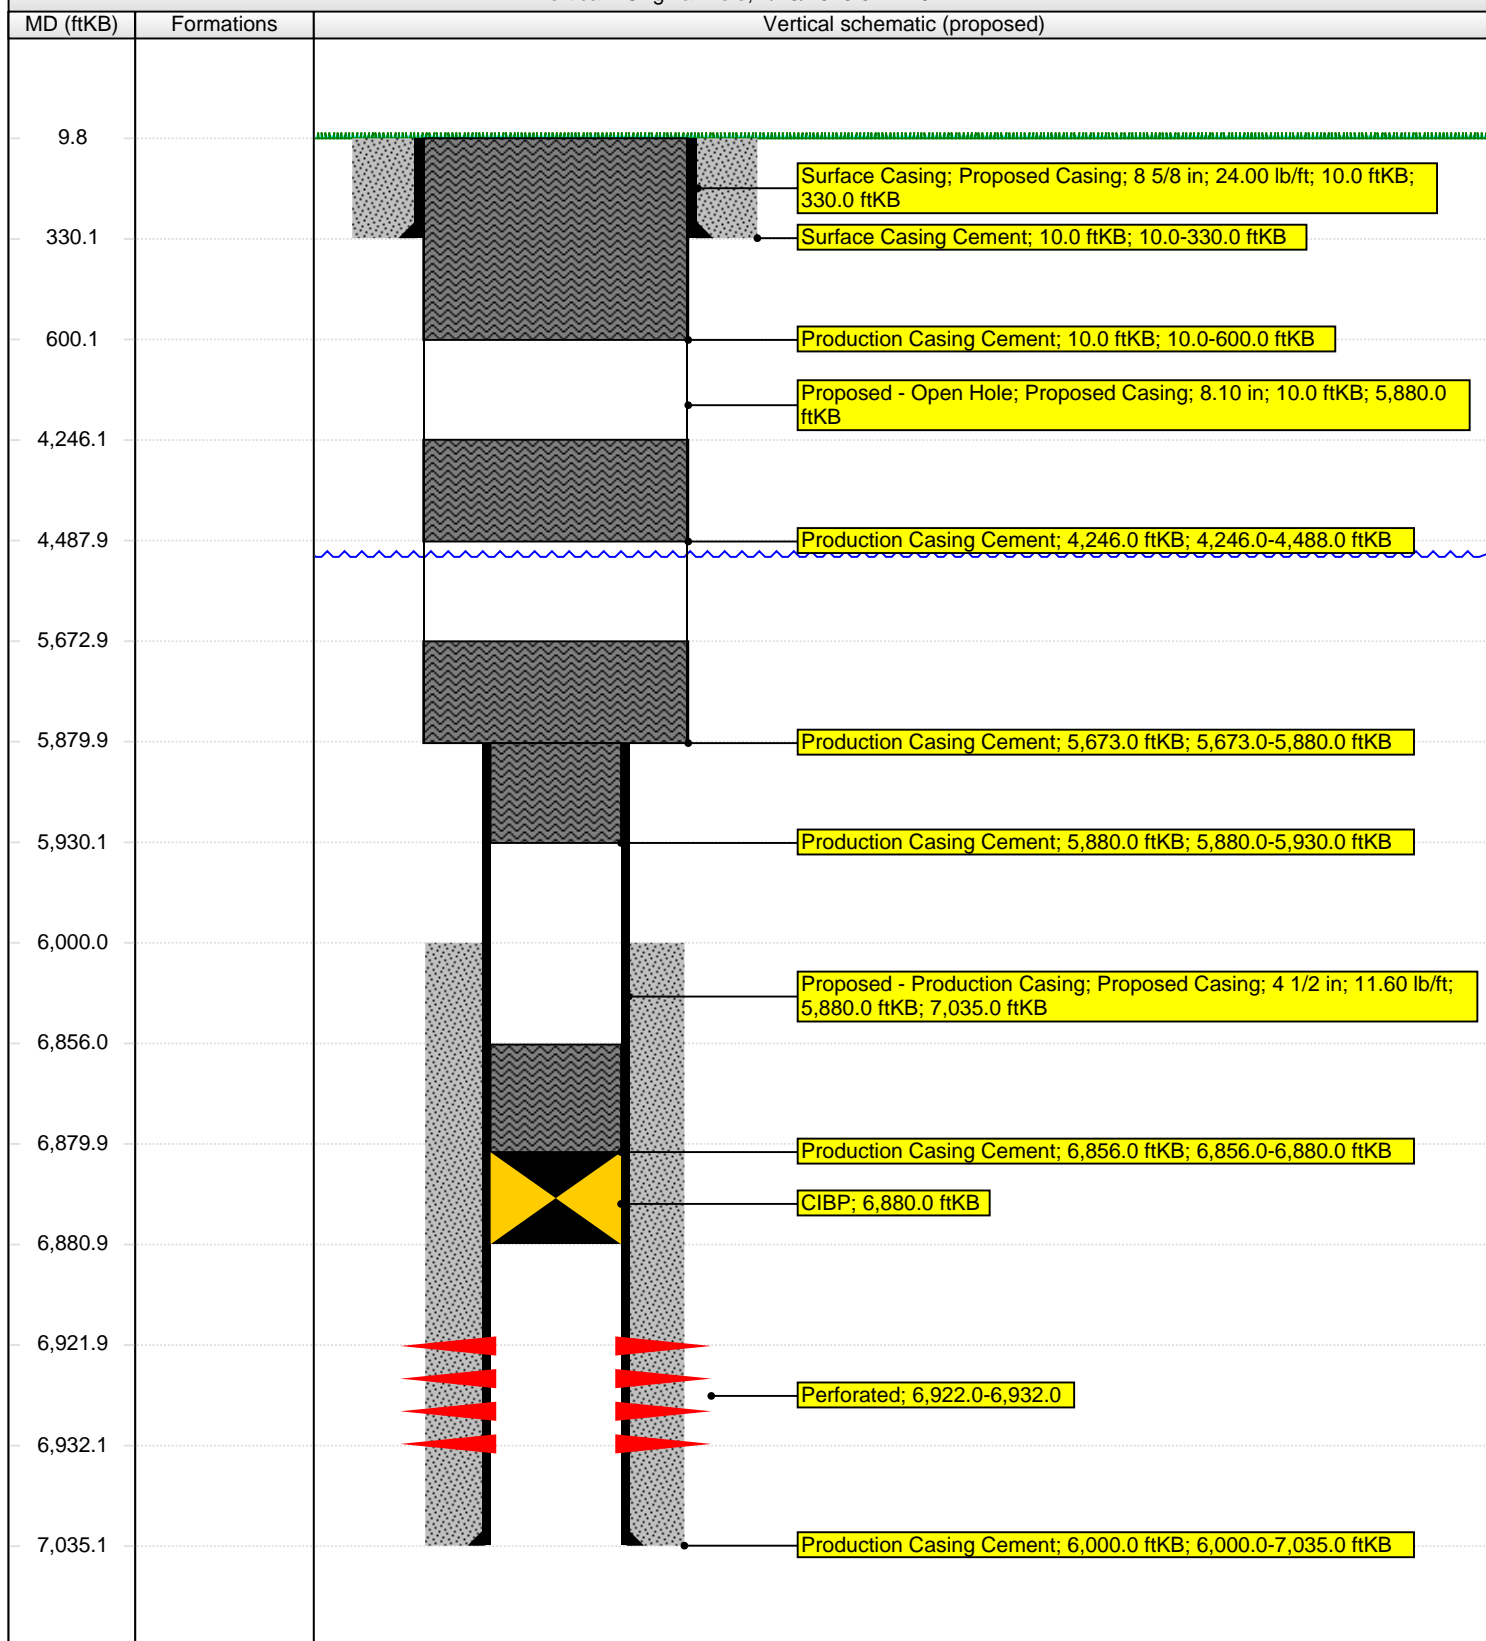 MD (ftKB) Formations Vertical schematic (proposed)
9.8
Surface Casing; Proposed Casing; 8 5/8 in; 24.00 lb/ft; 10.0 ftKB;
330.0 ftKB
330.1 Surface Casing Cement; 10.0 ftKB; 10.0-330.0 ftKB
600.1 Production Casing Cement; 10.0 ftKB; 10.0-600.0 ftKB
Proposed - Open Hole; Proposed Casing; 8.10 in; 10.0 ftKB; 5,880.0
ftKB
4,246.1
4,487.9 Production Casing Cement; 4,246.0 ftKB; 4,246.0-4,488.0 ftKB
5,672.9
5,879.9 Production Casing Cement; 5,673.0 ftKB; 5,673.0-5,880.0 ftKB
5,930.1 Production Casing Cement; 5,880.0 ftKB; 5,880.0-5,930.0 ftKB
6,000.0
Proposed - Production Casing; Proposed Casing; 4 1/2 in; 11.60 lb/ft;
5,880.0 ftKB; 7,035.0 ftKB
6,856.0
6,879.9 Production Casing Cement; 6,856.0 ftKB; 6,856.0-6,880.0 ftKB
CIBP; 6,880.0 ftKB
6,880.9
6,921.9
Perforated; 6,922.0-6,932.0
6,932.1
7,035.1 Production Casing Cement; 6,000.0 ftKB; 6,000.0-7,035.0 ftKB